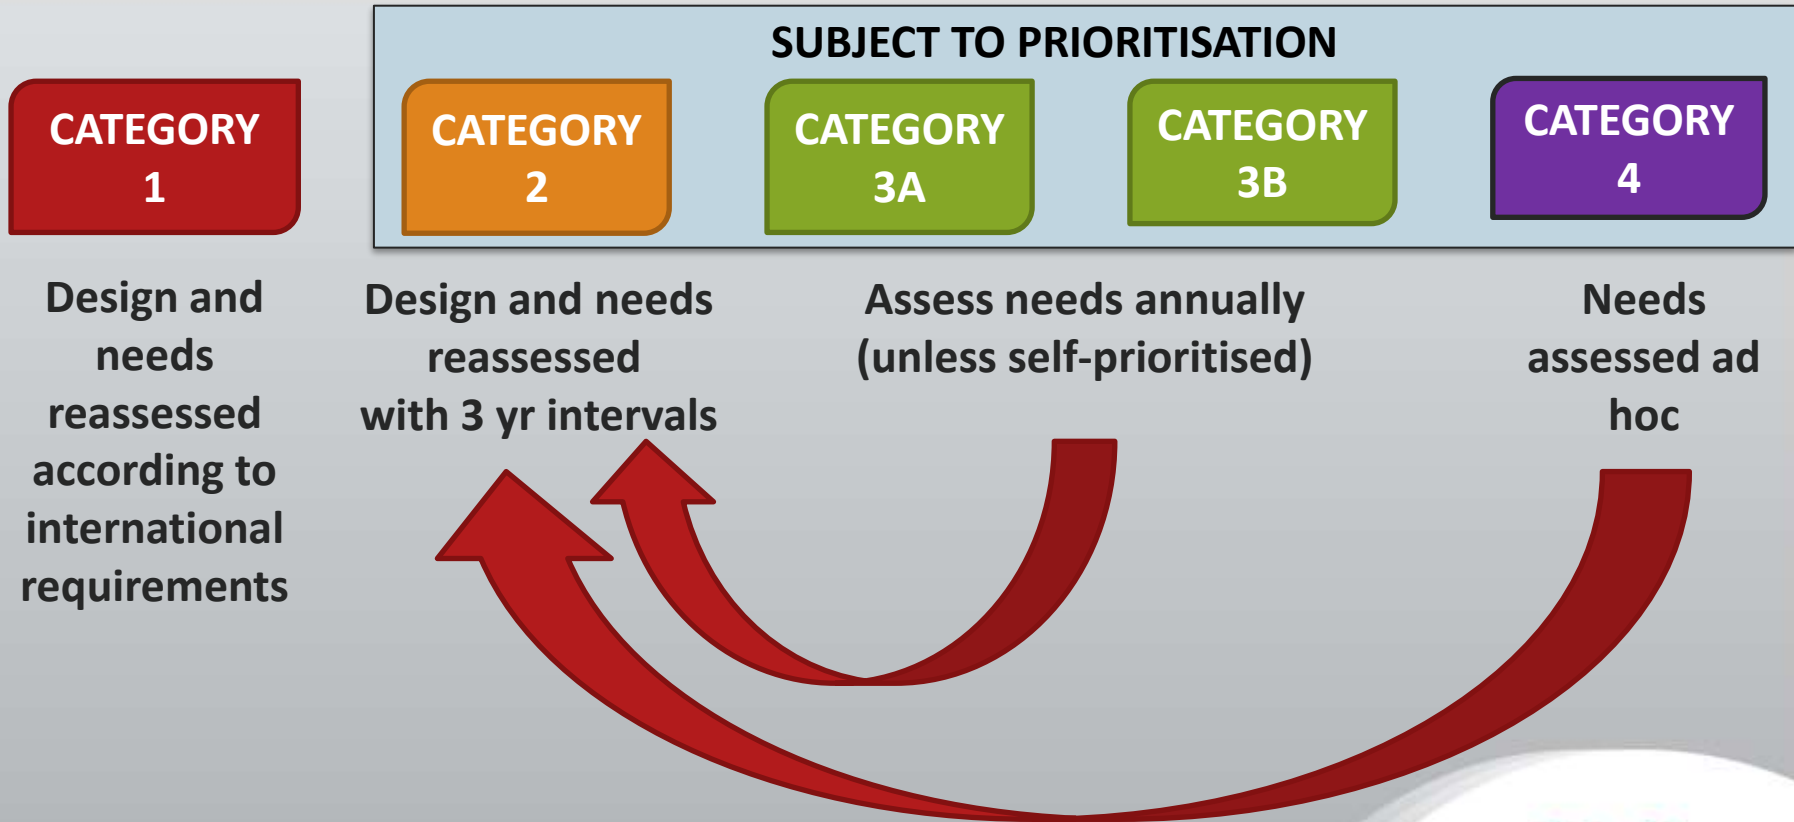 SUBJECT TO PRIORITISATION
CATEGORY
1
CATEGORY
2
CATEGORY
3A
CATEGORY
3B
CATEGORY
4
Design and
needs
reassessed
according to
international
requirements
Design and needs
reassessed
with 3 yr intervals
Assess needs annually
(unless self-prioritised)
Needs
assessed ad
hoc